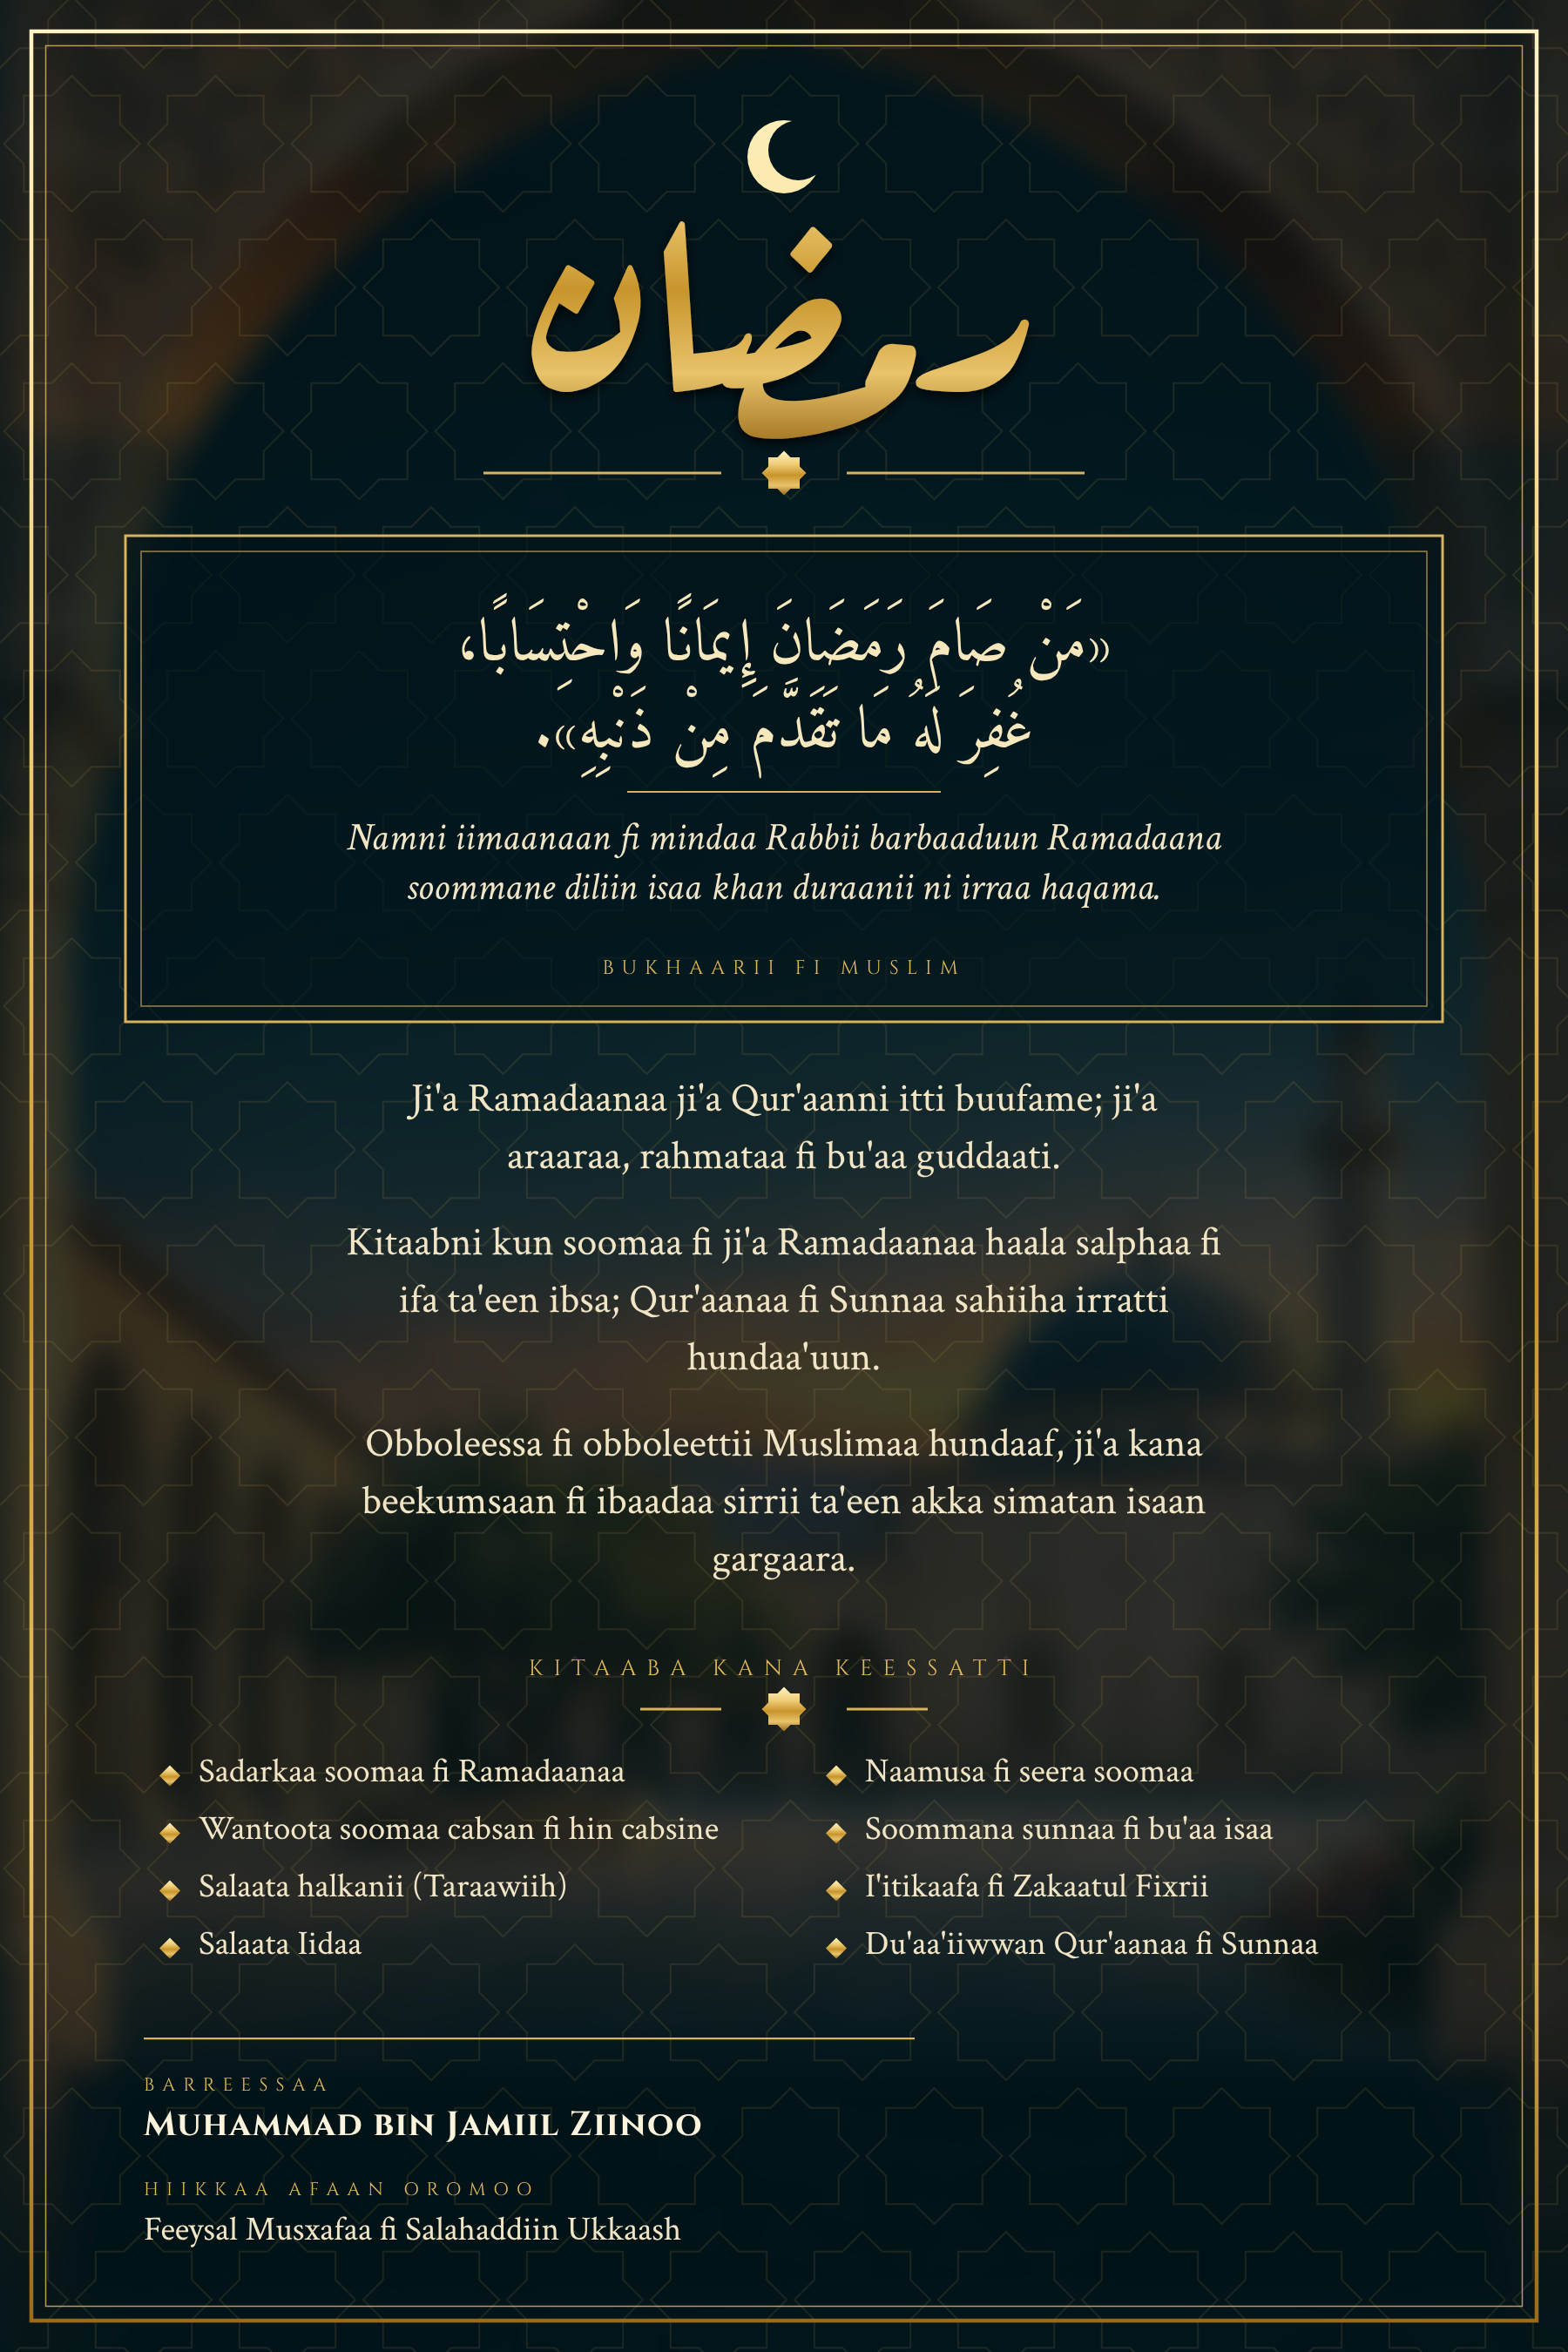 رمضان
«مَنْ صَامَ رَمَضَانَ إِيمَانًا وَاحْتِسَابًا،
غُفِرَ لَهُ مَا تَقَدَّمَ مِنْ ذَنْبِهِ».
Namni iimaanaan fi mindaa Rabbii barbaaduun Ramadaana
soommane diliin isaa khan duraanii ni irraa haqama.
BUKHAARII FI MUSLIM
Ji'a Ramadaanaa ji'a Qur'aanni itti buufame; ji'a
araaraa, rahmataa fi bu'aa guddaati.
Kitaabni kun soomaa fi ji'a Ramadaanaa haala salphaa fi
ifa ta'een ibsa; Qur'aanaa fi Sunnaa sahiiha irratti
hundaa'uun.
Obboleessa fi obboleettii Muslimaa hundaaf, ji'a kana
beekumsaan fi ibaadaa sirrii ta'een akka simatan isaan
gargaara.
KITAABA KANA KEESSATTI
Sadarkaa soomaa fi Ramadaanaa
Wantoota soomaa cabsan fi hin cabsine
Salaata halkanii (Taraawiih)
Salaata Iidaa
Naamusa fi seera soomaa
Soommana sunnaa fi bu'aa isaa
I'itikaafa fi Zakaatul Fixrii
Du'aa'iiwwan Qur'aanaa fi Sunnaa
BARREESSAA
Muhammad bin Jamiil Ziinoo
HIIKKAA AFAAN OROMOO
Feeysal Musxafaa fi Salahaddiin Ukkaash